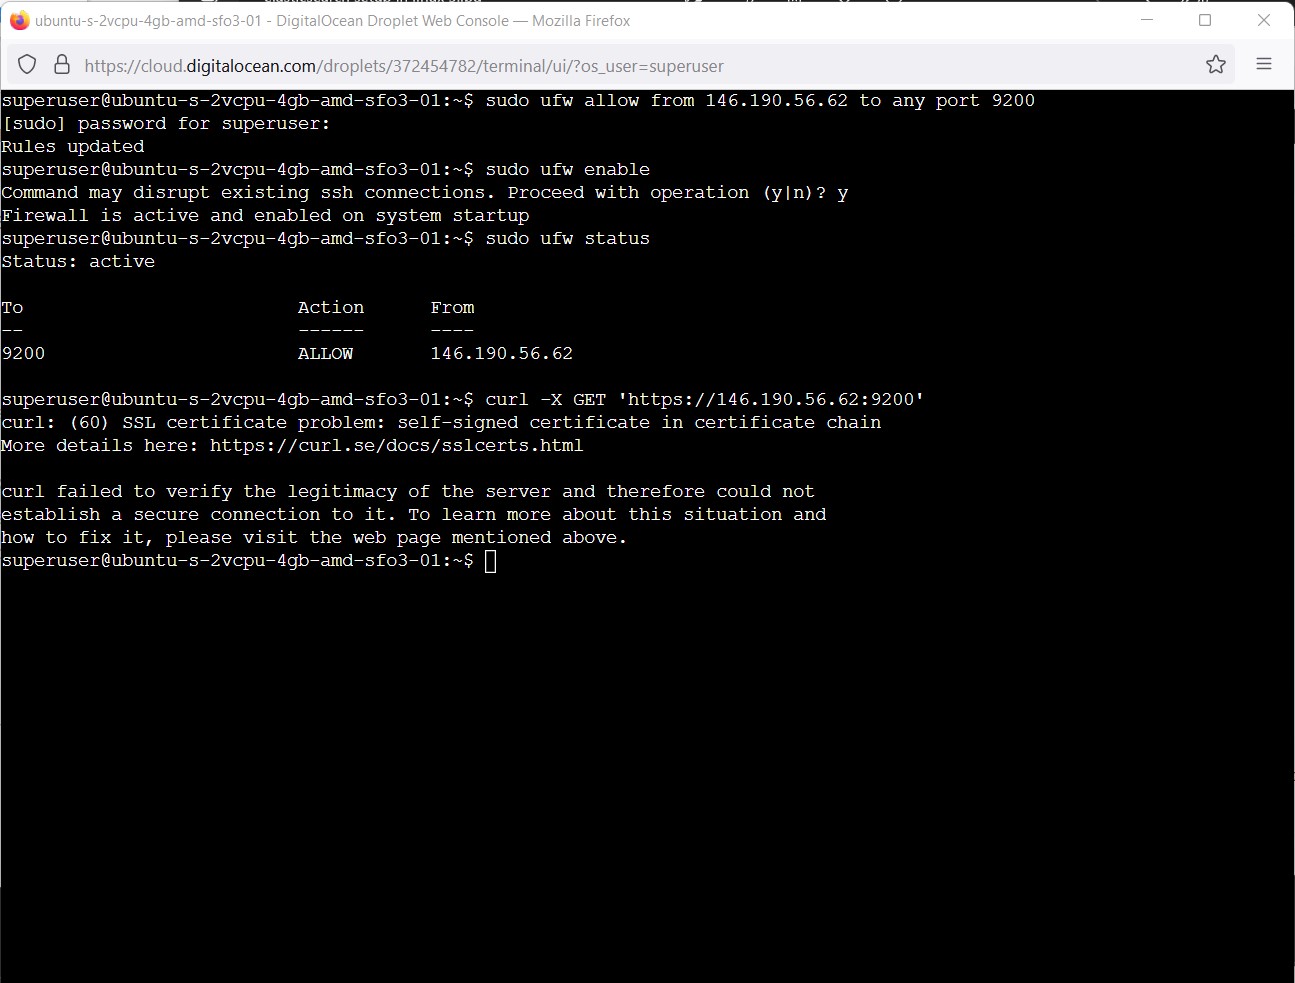 ubuntu-s-2vcpu-4gb-amd-sfo3-01 - DigitalOcean Droplet Web Console — Mozilla Firefox
https://cloud.digitalocean.com/droplets/372454782/terminal/ui/?os_user=superuser
superuser@ubuntu-s-2vcpu-4gb-amd-sfo3-01:~$ sudo ufw allow from 146.190.56.62 to any port 9200
[sudo] password for superuser:
Rules updated
superuser@ubuntu-s-2vcpu-4gb-amd-sfo3-01:~$ sudo ufw enable
Command may disrupt existing ssh connections. Proceed with operation (y|n)? y
Firewall is active and enabled on system startup
superuser@ubuntu-s-2vcpu-4gb-amd-sfo3-01:~$ sudo ufw status
Status: active
To Action From
-- ------ ----
9200 ALLOW 146.190.56.62
superuser@ubuntu-s-2vcpu-4gb-amd-sfo3-01:~$ curl -X GET 'https://146.190.56.62:9200'
curl: (60) SSL certificate problem: self-signed certificate in certificate chain
More details here: https://curl.se/docs/sslcerts.html
curl failed to verify the legitimacy of the server and therefore could not
establish a secure connection to it. To learn more about this situation and
how to fix it, please visit the web page mentioned above.
superuser@ubuntu-s-2vcpu-4gb-amd-sfo3-01:~$